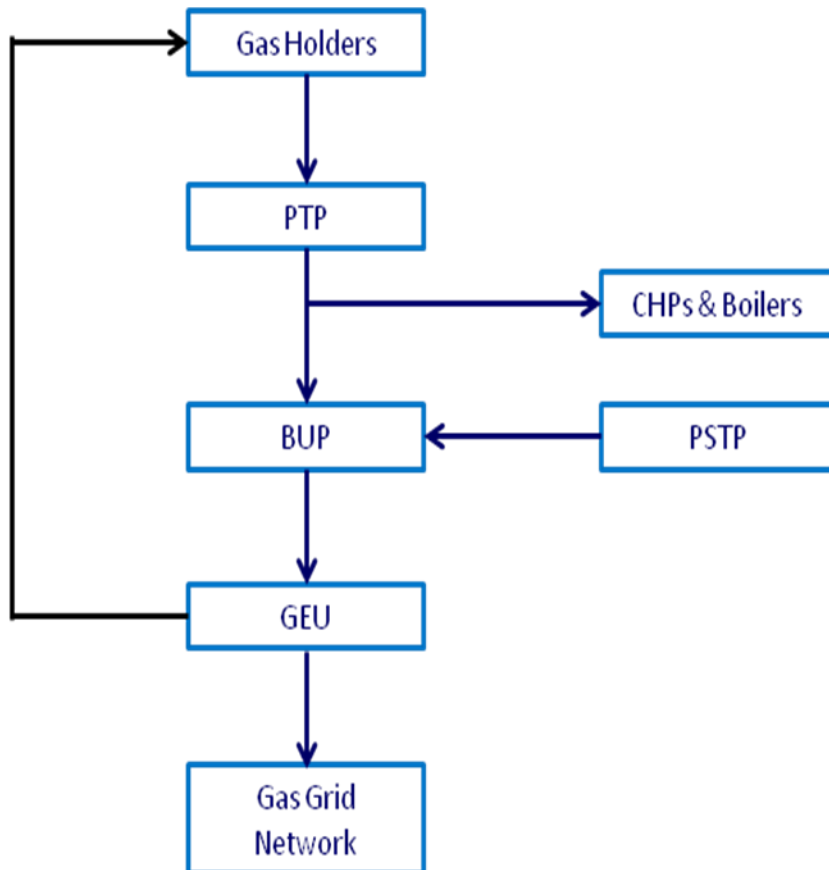 Gas Holders
PTP
CHPs & Boilers
BUP
PSTP
GEU
Gas Grid
Network